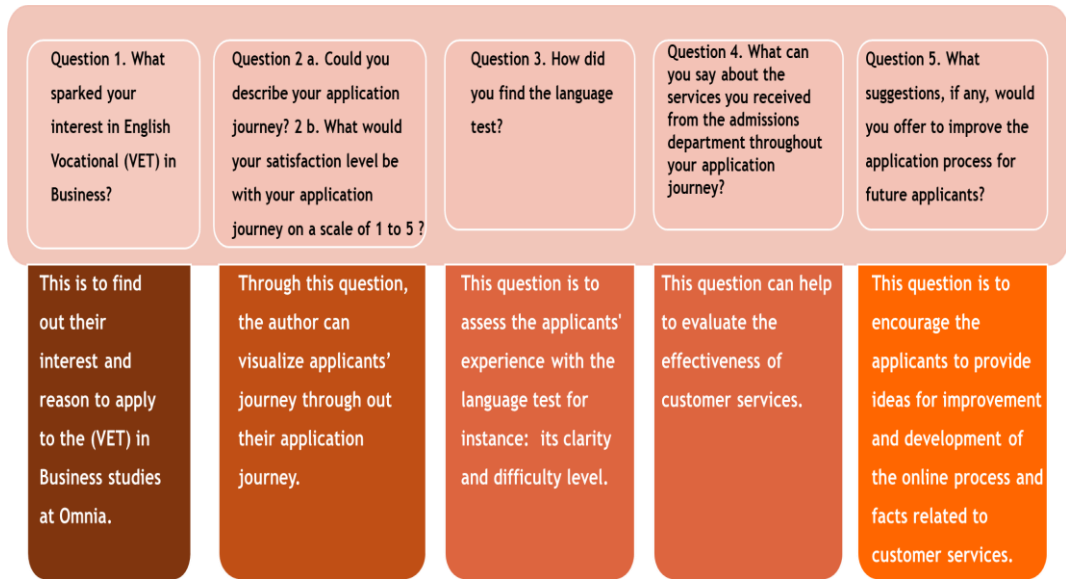 Question 1. What
sparked your
interest in English
Vocational (VET) in
Business?
Question 2 a. Could you
describe your application
journey? 2 b. What would
your satisfaction level be
with your application
journey on a scale of 1 to 5 ?
Question 3. How did
you find the language
test?
Question 4. What can
you say about the
services you received
from the admissions
department throughout
your application
journey?
Question 5. What
suggestions, if any, would
you offer to improve the
application process for
future applicants?
This is to find
out their
interest and
reason to apply
to the (VET) in
Business studies
at Omnia.
Through this question,
the author can
visualize applicants’
journey through out
their application
journey.
This question is to
assess the applicants'
experience with the
language test for
instance:  its clarity
and difficulty level.
This question can help
to evaluate the
effectiveness of
customer services.
This question is to
encourage the
applicants to provide
ideas for improvement
and development of
the online process and
facts related to
customer services.